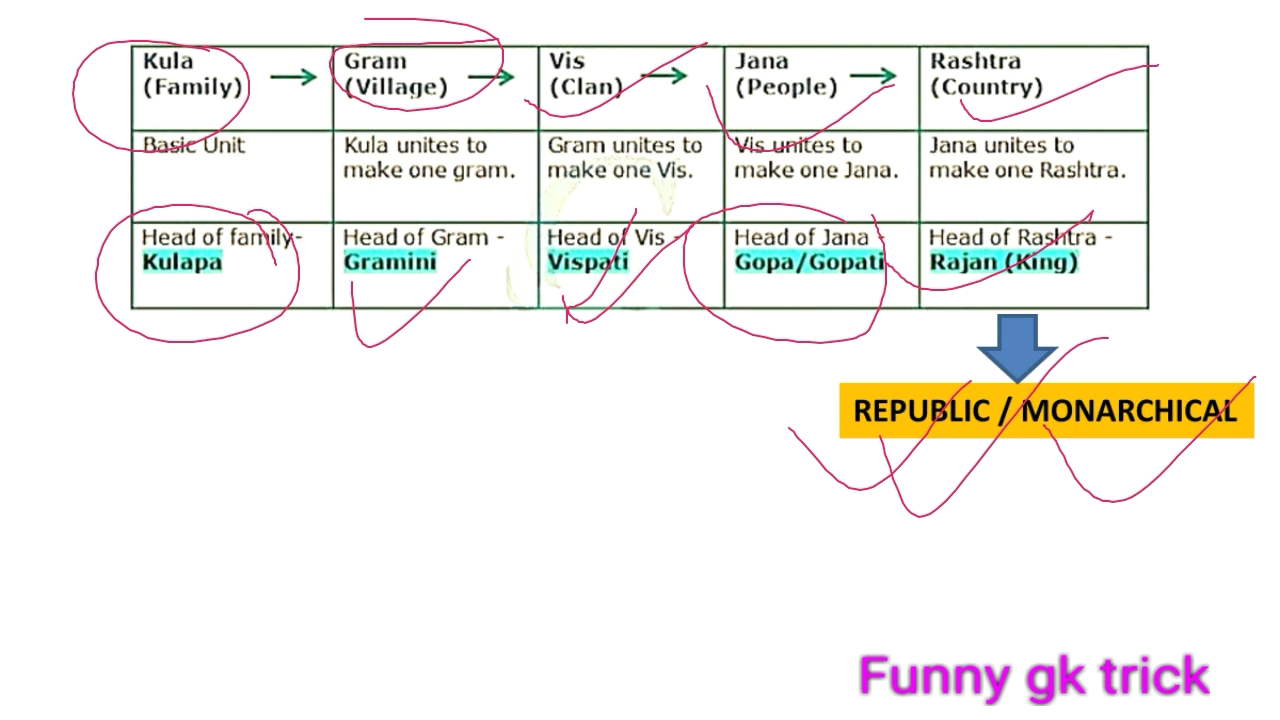 Kula
(Family)
Gram
(Village)
Vis
(Clan)
Jana
(People)
Rashtra
(Country)
Basic Unit
Kula unites to
make one gram.
Gram unites to
make one Vis.
Vis unites to
make one Jana.
Jana unites to
make one Rashtra.
Head of family-
Kulapa
Head of Gram -
Gramini
Head of Vis -
Vispati
Head of Jana -
Gopa/Gopati
Head of Rashtra -
Rajan (King)
REPUBLIC / MONARCHICAL
Funny gk trick